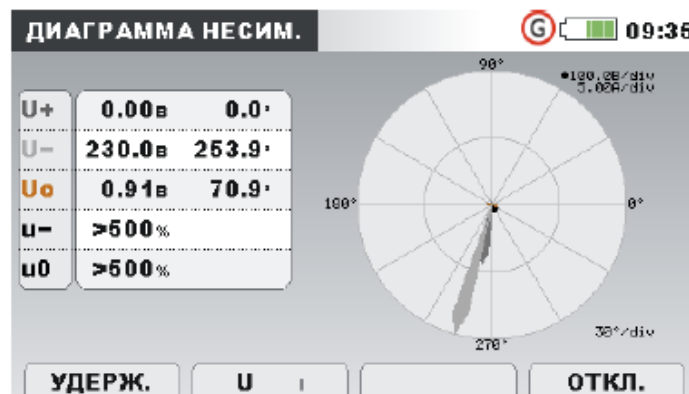 ДИАГРАММА НЕСИМ.
G 09:35
U+ 0.00В 0.0°
U- 230.0В 253.9°
Uo 0.91В 70.9°
u- >500%
u0 >500%
90°
•100.0В/div
5.00A/div
180°
0°
270°
30°/div
УДЕРЖ.
U I
ОТКЛ.